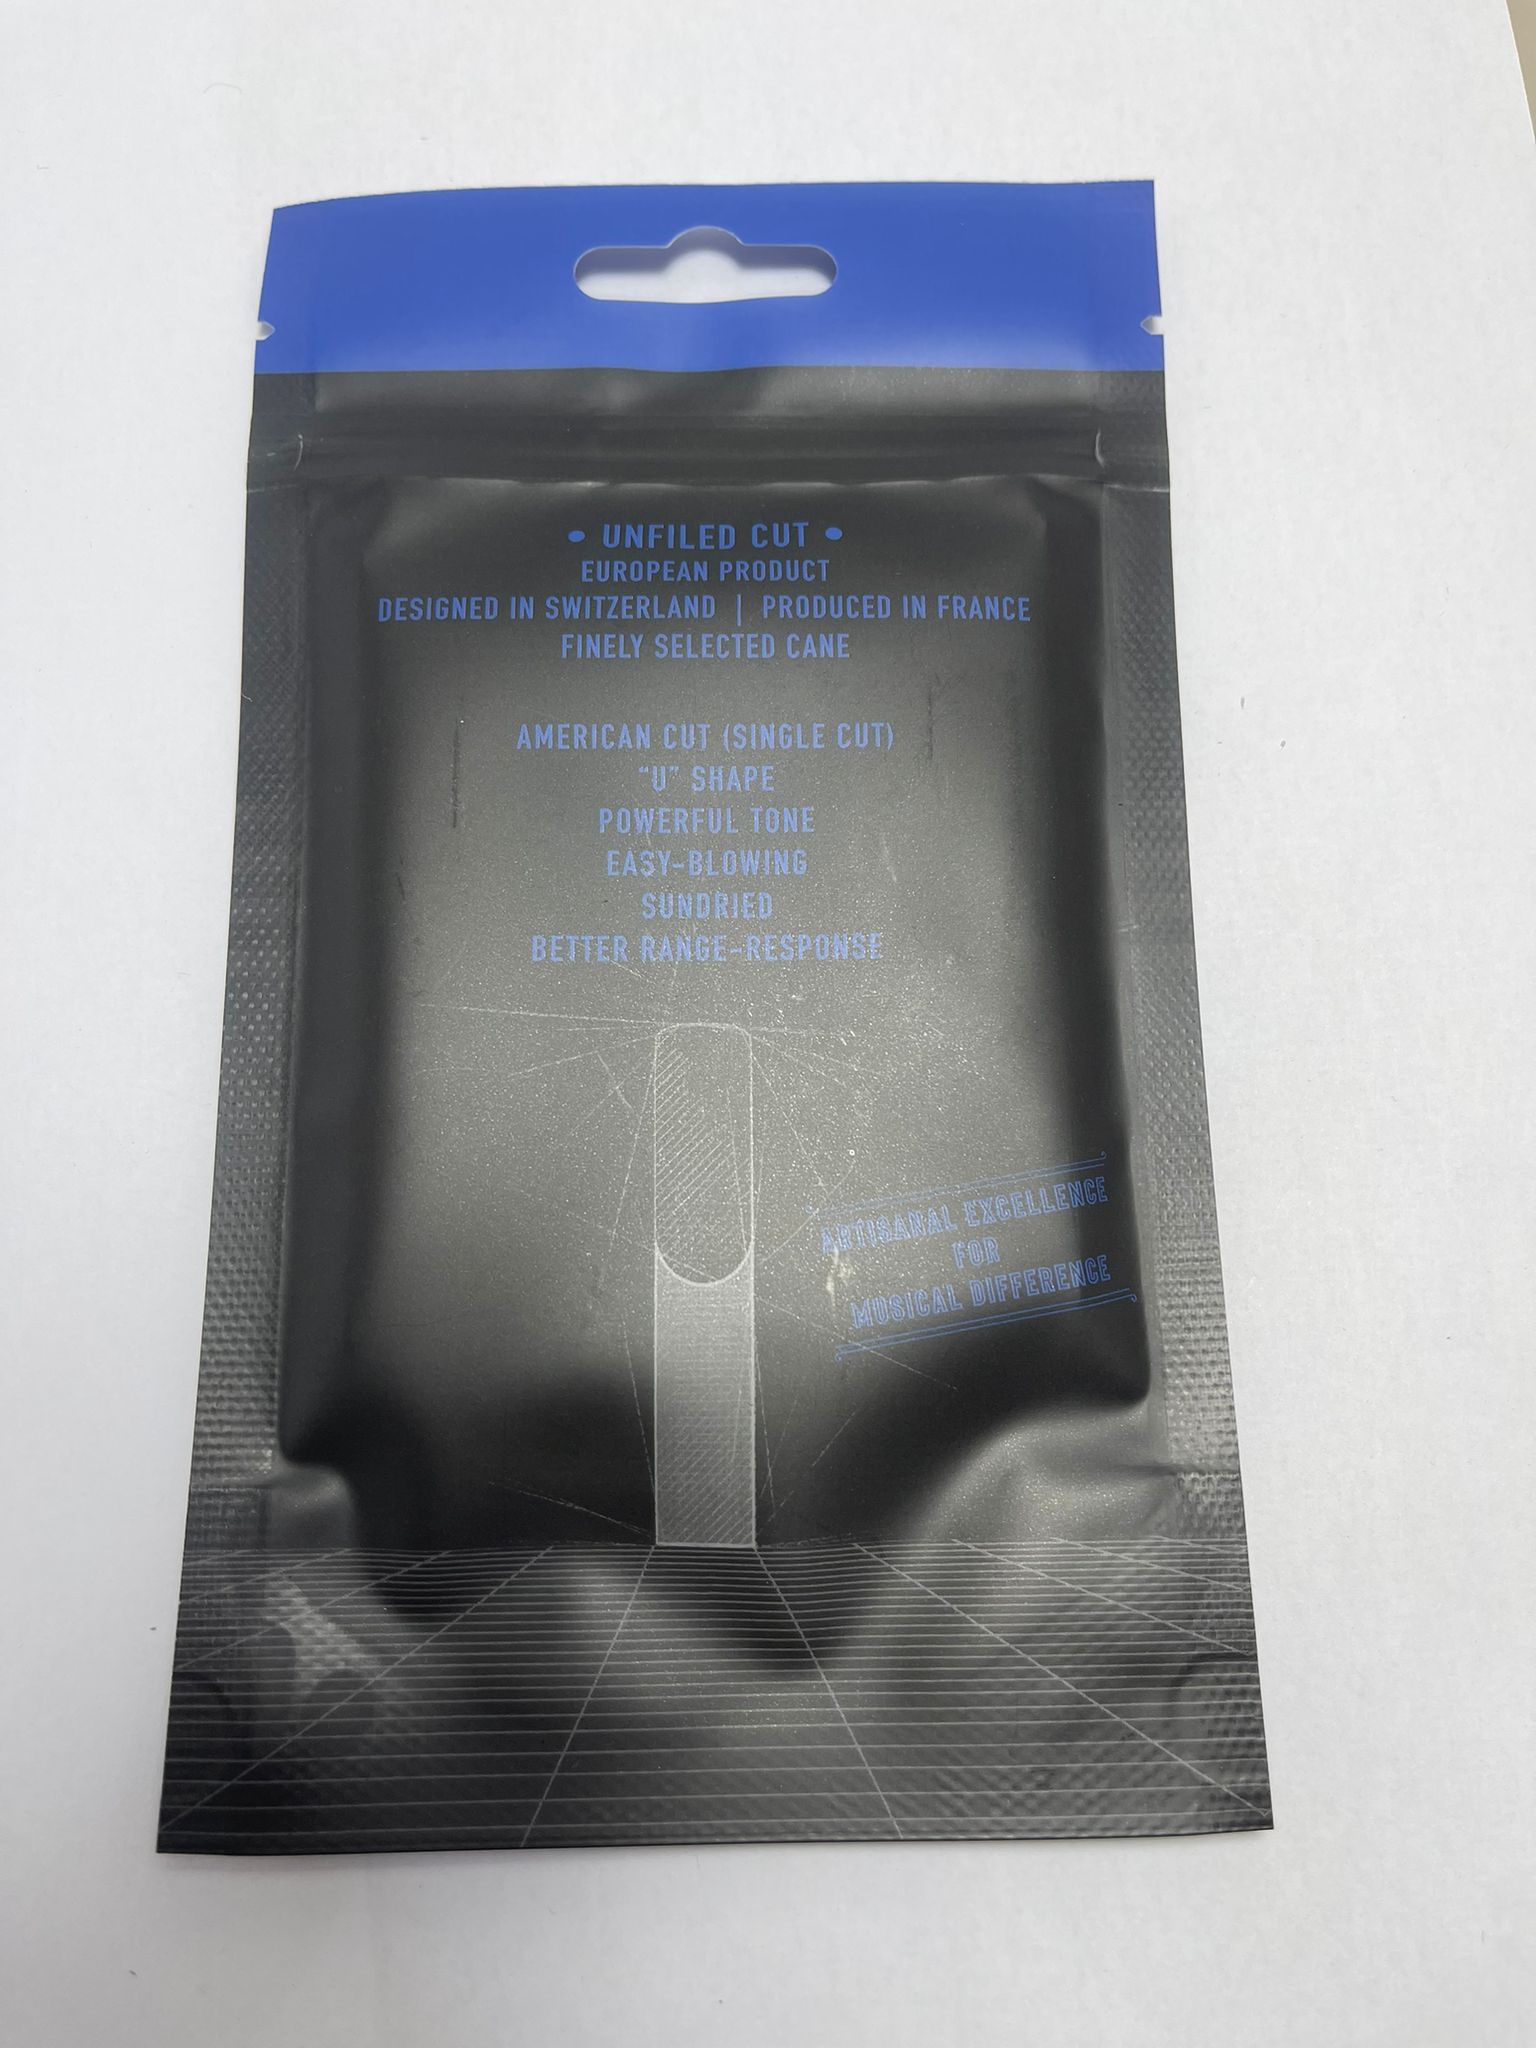 • UNFILED CUT •
EUROPEAN PRODUCT
DESIGNED IN SWITZERLAND | PRODUCED IN FRANCE
FINELY SELECTED CANE
AMERICAN CUT (SINGLE CUT)
“U” SHAPE
POWERFUL TONE
EASY-BLOWING
SUNDRIED
BETTER RANGE-RESPONSE
ARTISANAL EXCELLENCE
FOR
MUSICAL DIFFERENCE